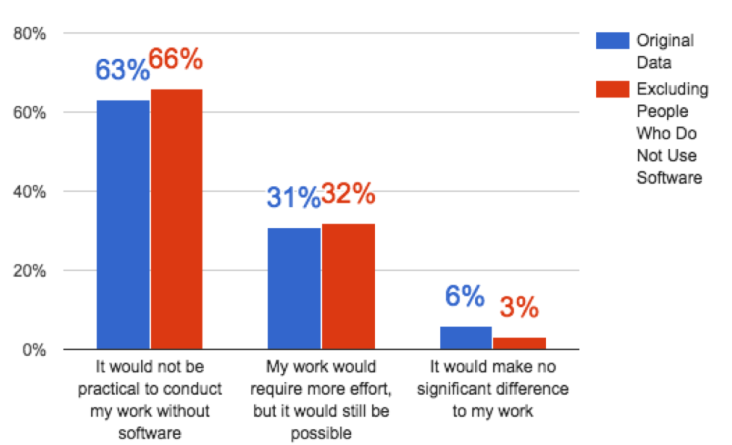 80%
60%
40%
20%
0%
63%
66%
31%
32%
6%
3%
It would not be
practical to conduct
my work without
software
My work would
require more effort,
but it would still be
possible
It would make no
significant difference
to my work
Original
Data
Excluding
People
Who Do
Not Use
Software